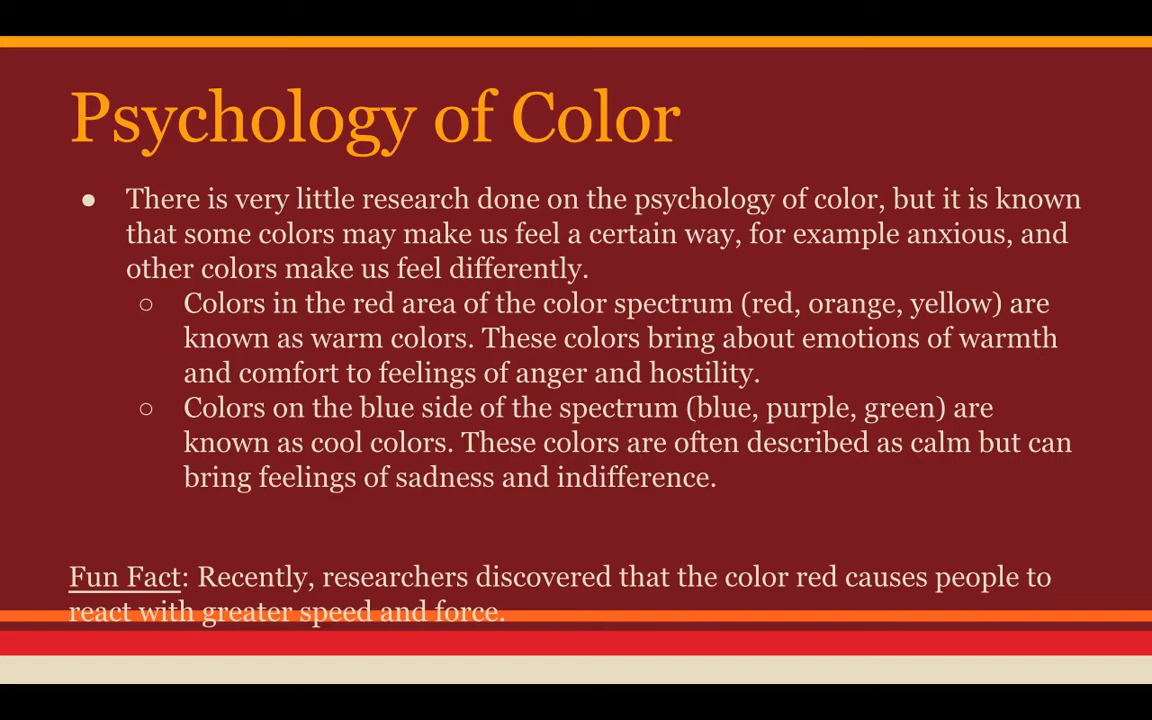 Psychology of Color
● There is very little research done on the psychology of color, but it is known
that some colors may make us feel a certain way, for example anxious, and
other colors make us feel differently.
○ Colors in the red area of the color spectrum (red, orange, yellow) are
known as warm colors. These colors bring about emotions of warmth
and comfort to feelings of anger and hostility.
○ Colors on the blue side of the spectrum (blue, purple, green) are
known as cool colors. These colors are often described as calm but can
bring feelings of sadness and indifference.
Fun Fact: Recently, researchers discovered that the color red causes people to
react with greater speed and force.